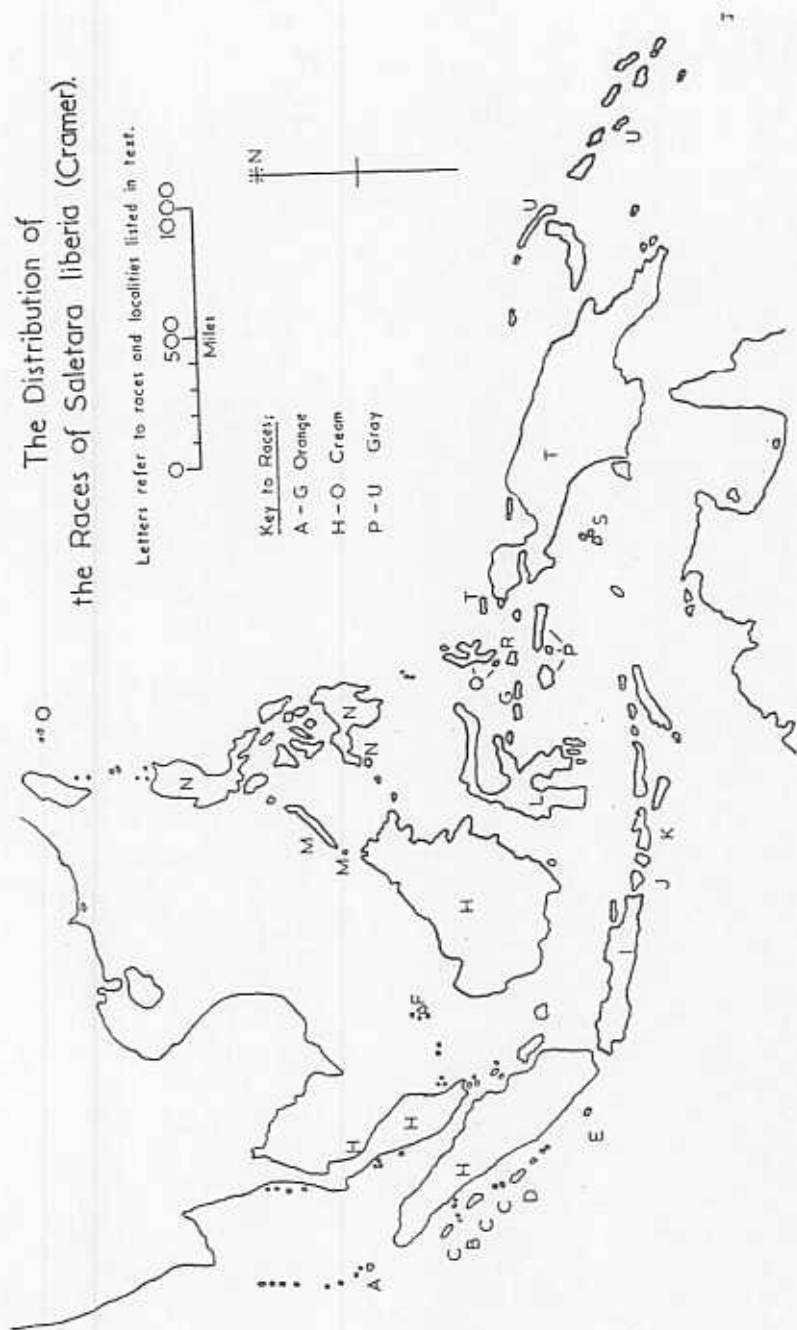 The Distribution of
the Races of Saletara liberia (Cramer).
Letters refer to races and localities listed in text.
0 500 1000
Miles
N
Key to Races:
A - G Orange
H - O Cream
P - U Gray
O
N
M
M
N
N
H
H
H
H
F
A
C
B
C
C
D
E
I
J
K
L
G
Q
R
P
T
T
S
U
U